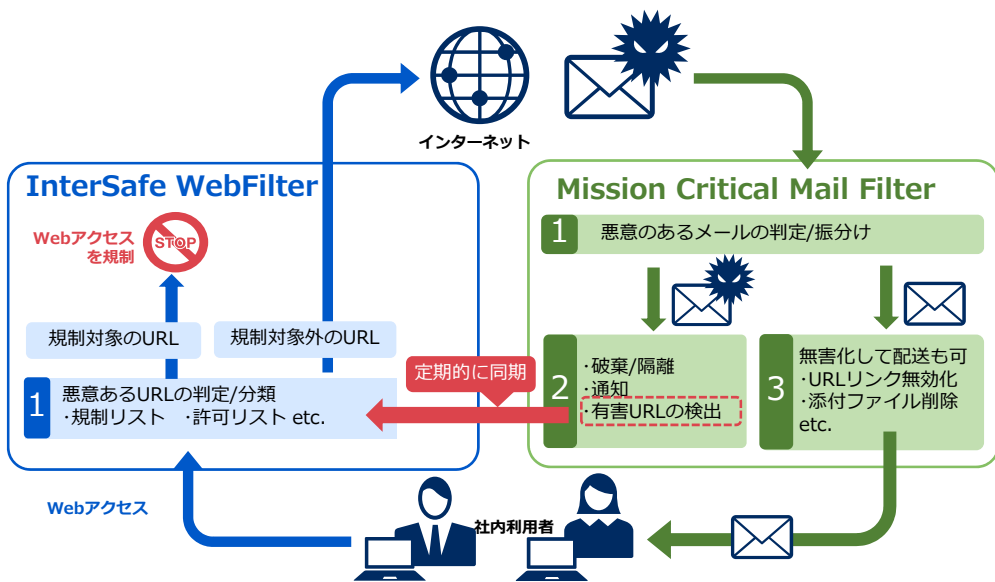 インターネット
InterSafe WebFilter
Webアクセス
を規制
STOP
規制対象のURL
規制対象外のURL
1
悪意あるURLの判定/分類
・規制リスト ・許可リスト etc.
定期的に同期
Mission Critical Mail Filter
1
悪意のあるメールの判定/振分け
2
・破棄/隔離
・通知
・有害URLの検出
3
無害化して配送も可
・URLリンク無効化
・添付ファイル削除
etc.
Webアクセス
社内利用者